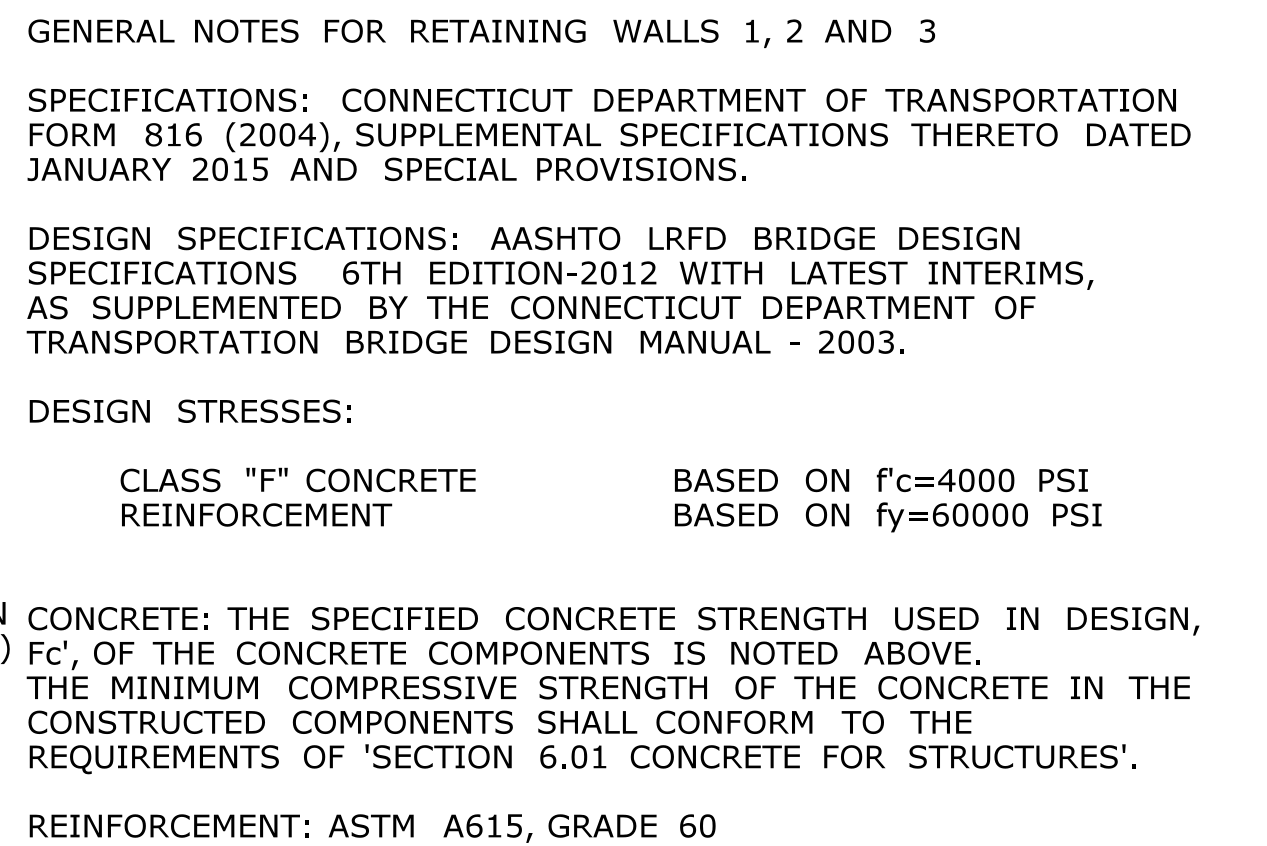 GENERAL NOTES FOR RETAINING WALLS 1, 2 AND 3
SPECIFICATIONS: CONNECTICUT DEPARTMENT OF TRANSPORTATION
FORM 816 (2004), SUPPLEMENTAL SPECIFICATIONS THERETO DATED
JANUARY 2015 AND SPECIAL PROVISIONS.
DESIGN SPECIFICATIONS: AASHTO LRFD BRIDGE DESIGN
SPECIFICATIONS 6TH EDITION-2012 WITH LATEST INTERIMS,
AS SUPPLEMENTED BY THE CONNECTICUT DEPARTMENT OF
TRANSPORTATION BRIDGE DESIGN MANUAL - 2003.
DESIGN STRESSES:
CLASS "F" CONCRETE BASED ON f'c=4000 PSI
REINFORCEMENT BASED ON fy=60000 PSI
CONCRETE: THE SPECIFIED CONCRETE STRENGTH USED IN DESIGN,
) Fc', OF THE CONCRETE COMPONENTS IS NOTED ABOVE.
THE MINIMUM COMPRESSIVE STRENGTH OF THE CONCRETE IN THE
CONSTRUCTED COMPONENTS SHALL CONFORM TO THE
REQUIREMENTS OF 'SECTION 6.01 CONCRETE FOR STRUCTURES'.
REINFORCEMENT: ASTM A615, GRADE 60